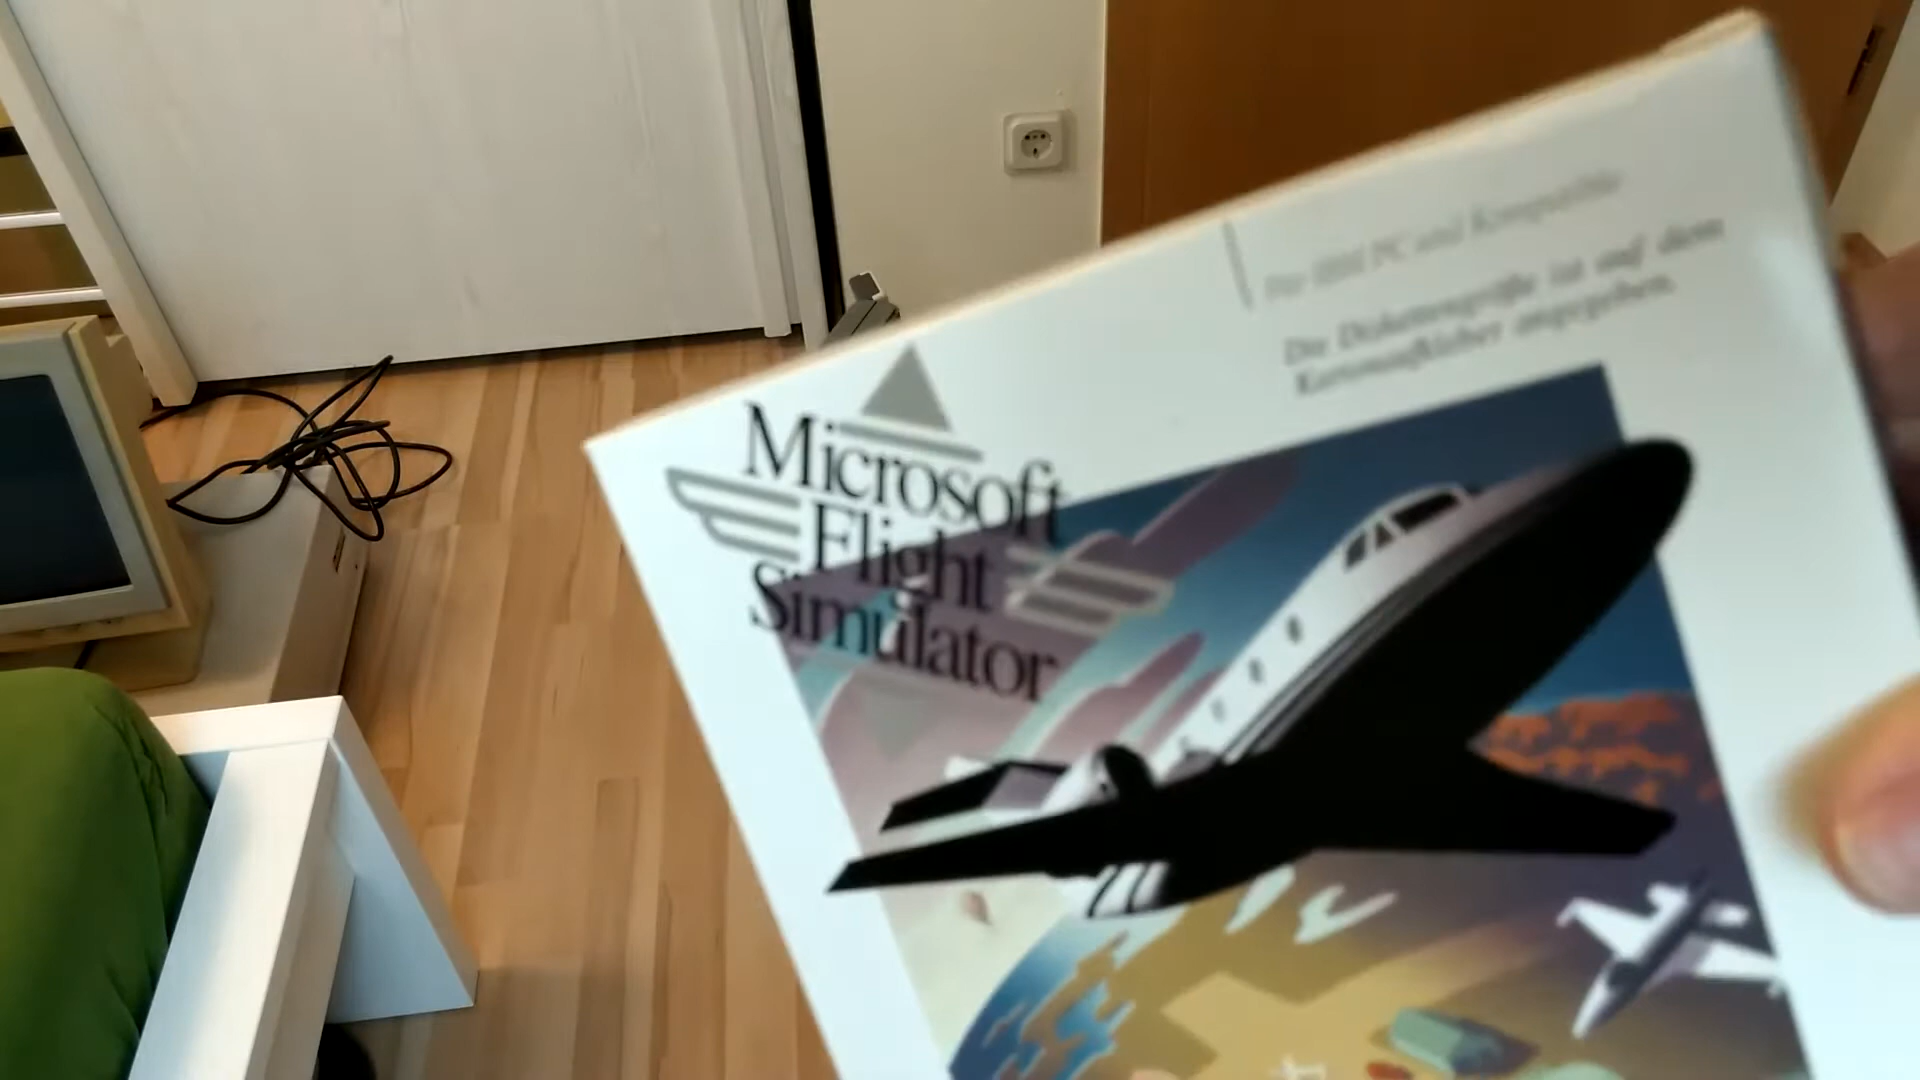 Für IBM PC und Kompatible
Die Diskettengröße ist auf dem
Kartonaufkleber angegeben.
Microsoft
Flight
Simulator